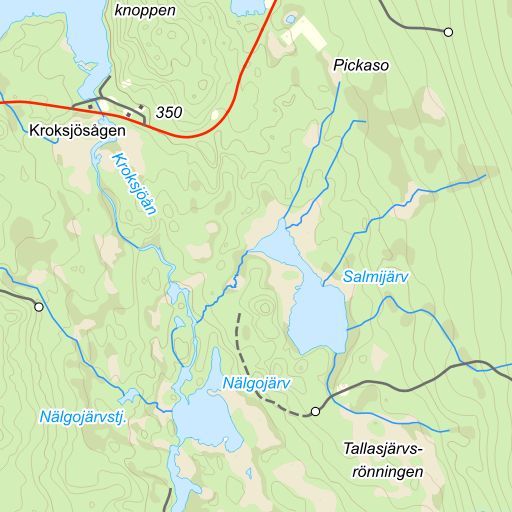 knoppen
Pickaso
350
Kroksjösågen
Kroksjöån
Salmijärv
Nälgojärv
Nälgojärvstj.
Tallasjärvs-
rönningen